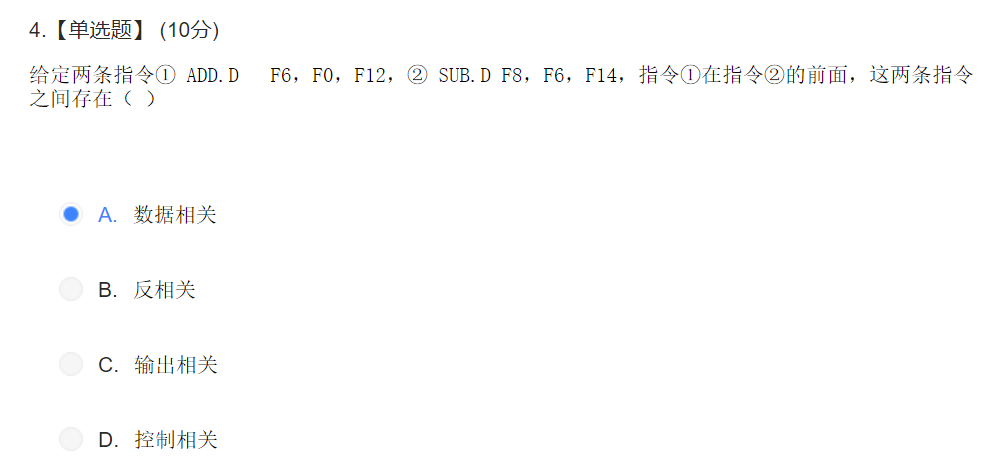 4.【单选题】 (10分)
给定两条指令① ADD.D F6，F0，F12，② SUB.D F8，F6，F14，指令①在指令②的前面，这两条指令
之间存在（ ）
A. 数据相关
B. 反相关
C. 输出相关
D. 控制相关